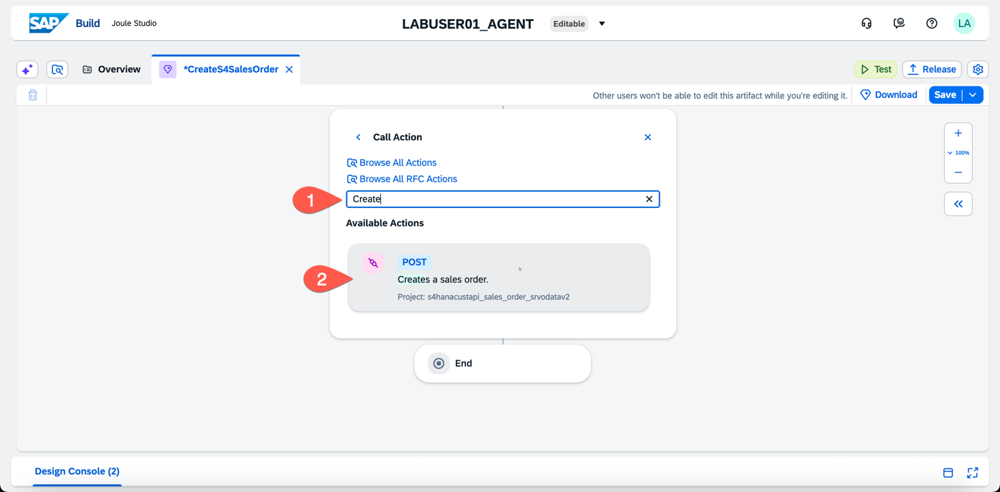 SAP Build Joule Studio
LABUSER01_AGENT Editable
LA
Overview
*CreateS4SalesOrder
Test
Release
Other users won't be able to edit this artifact while you're editing it.
Download
Save
Call Action
Browse All Actions
Browse All RFC Actions
1
Create
Available Actions
2
POST
Creates a sales order.
Project: s4hanacustapi_sales_order_srvodatav2
End
100%
Design Console (2)